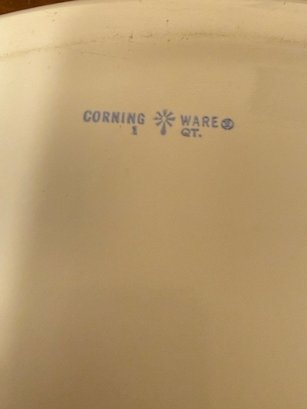 CORNING WARE ®
1 QT.